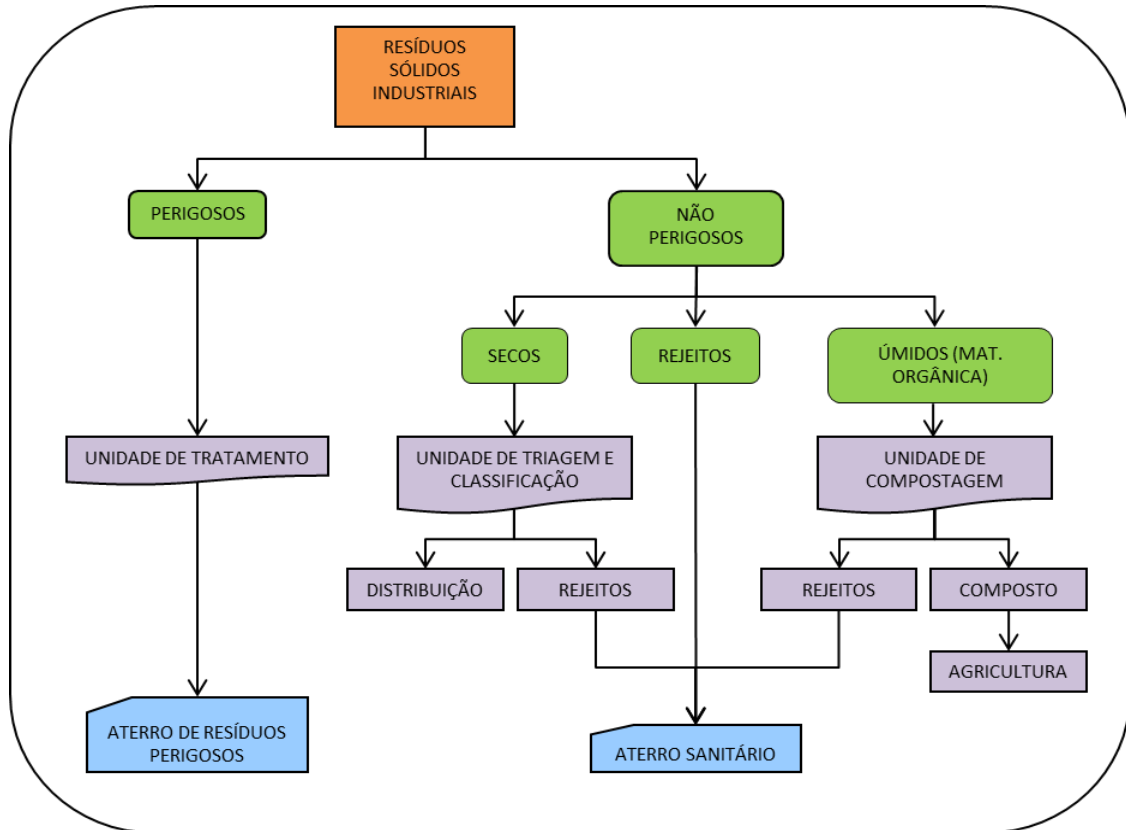 RESÍDUOS
SÓLIDOS
INDUSTRIAIS
PERIGOSOS
NÃO
PERIGOSOS
SECOS
REJEITOS
ÚMIDOS (MAT.
ORGÂNICA)
UNIDADE DE TRATAMENTO
UNIDADE DE TRIAGEM E
CLASSIFICAÇÃO
UNIDADE DE
COMPOSTAGEM
DISTRIBUIÇÃO
REJEITOS
REJEITOS
COMPOSTO
AGRICULTURA
ATERRO DE RESÍDUOS
PERIGOSOS
ATERRO SANITÁRIO